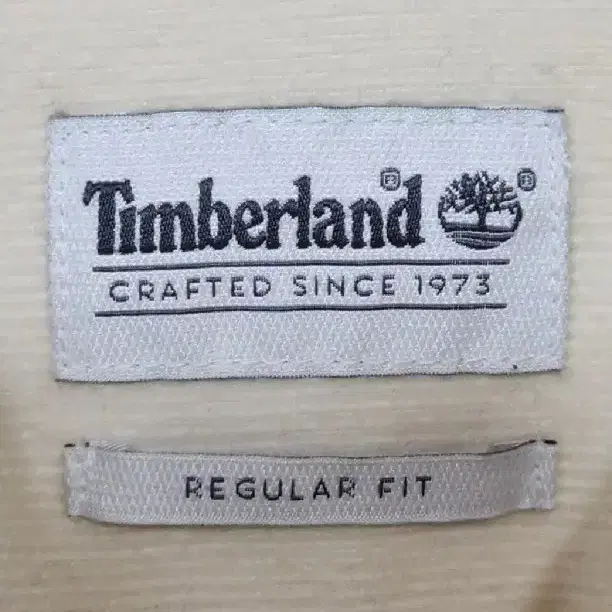 Timberland®
®
CRAFTED SINCE 1973
REGULAR FIT